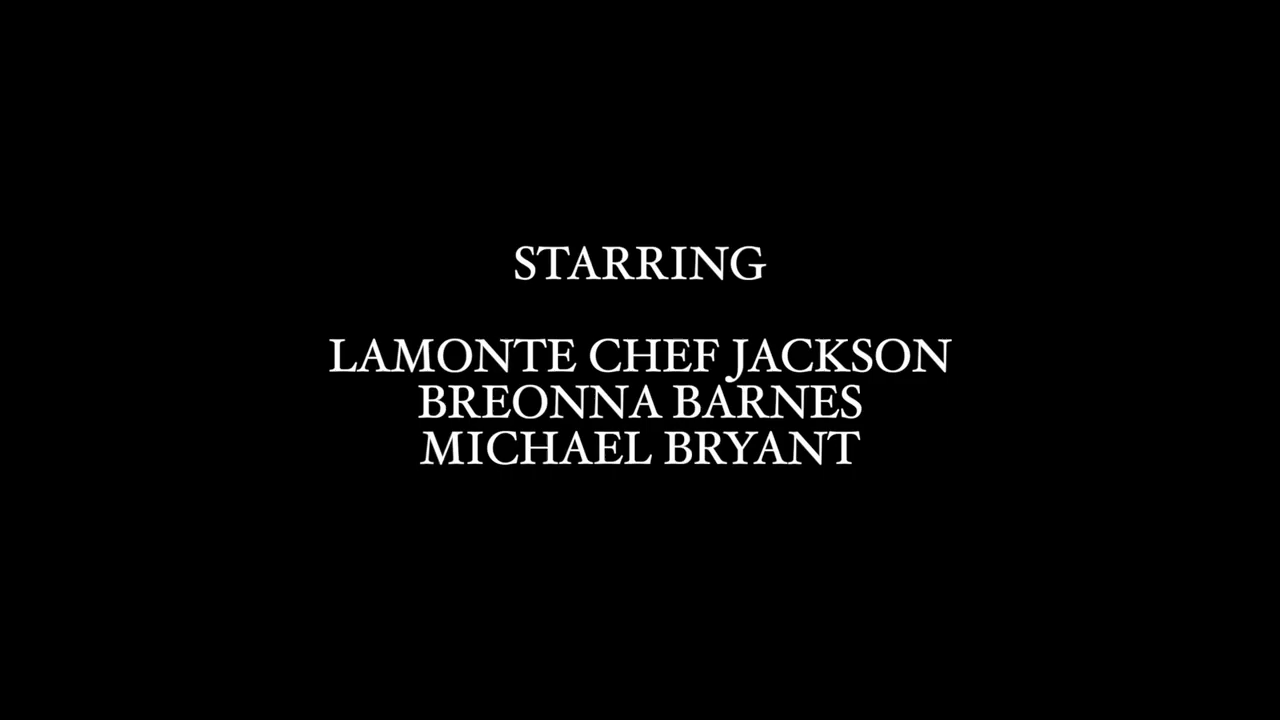 STARRING
LAMONTE CHEF JACKSON
BREONNA BARNES
MICHAEL BRYANT